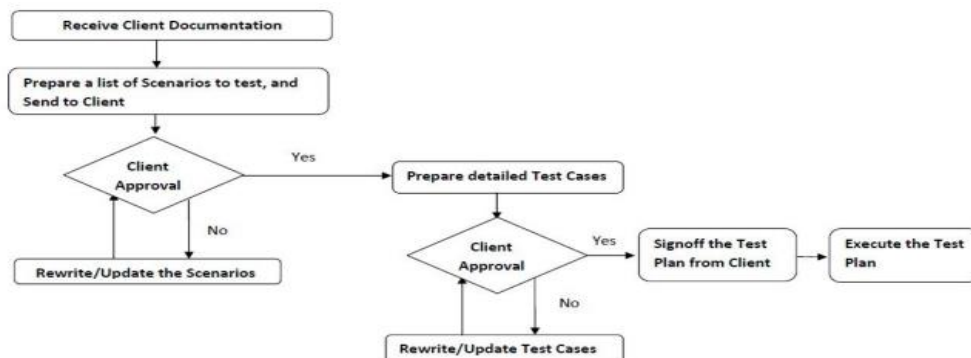 Receive Client Documentation
Prepare a list of Scenarios to test, and
Send to Client
Client
Approval
Yes
No
Rewrite/Update the Scenarios
Prepare detailed Test Cases
Client
Approval
Yes
No
Rewrite/Update Test Cases
Signoff the Test
Plan from Client
Execute the Test
Plan